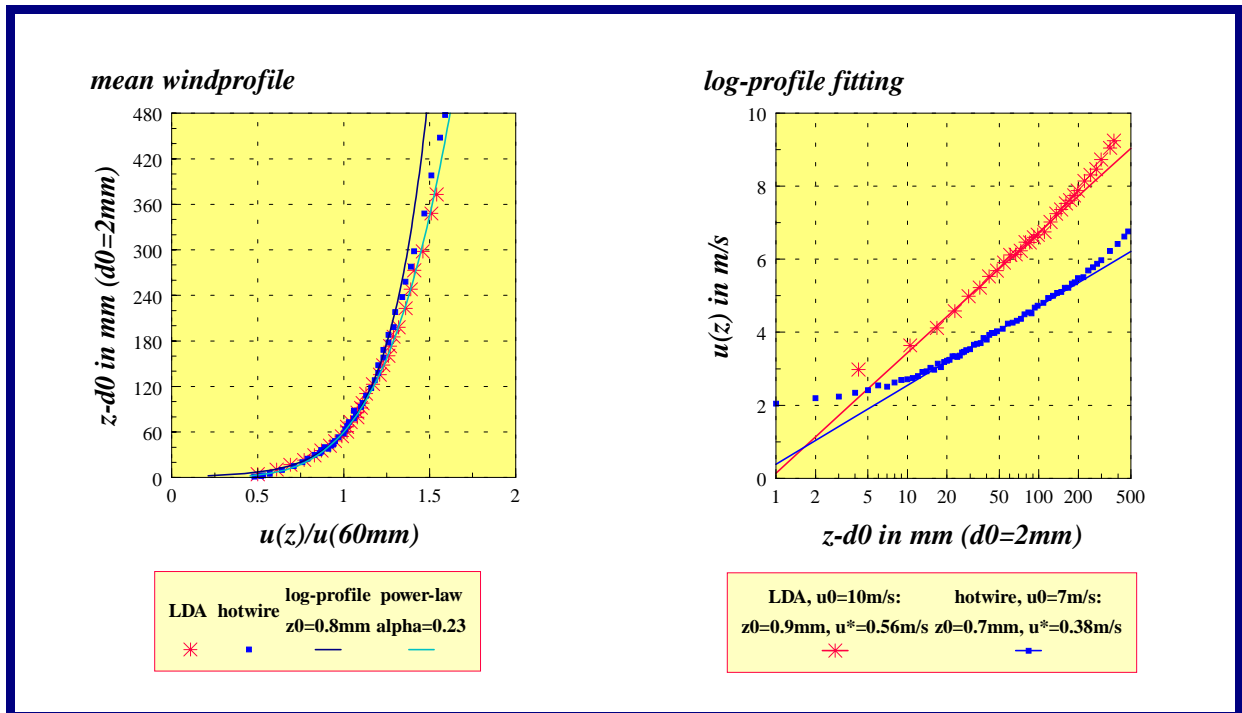 mean windprofile
480
420
360
300
240
180
120
60
0
z-d0 in mm (d0=2mm)
0 0.5 1 1.5 2
u(z)/u(60mm)
LDA hotwire log-profile power-law
z0=0.8mm alpha=0.23
log-profile fitting
10
8
6
4
2
0
u(z) in m/s
1 2 5 10 20 50 100 200 500
z-d0 in mm (d0=2mm)
LDA, u0=10m/s: hotwire, u0=7m/s:
z0=0.9mm, u*=0.56m/s z0=0.7mm, u*=0.38m/s